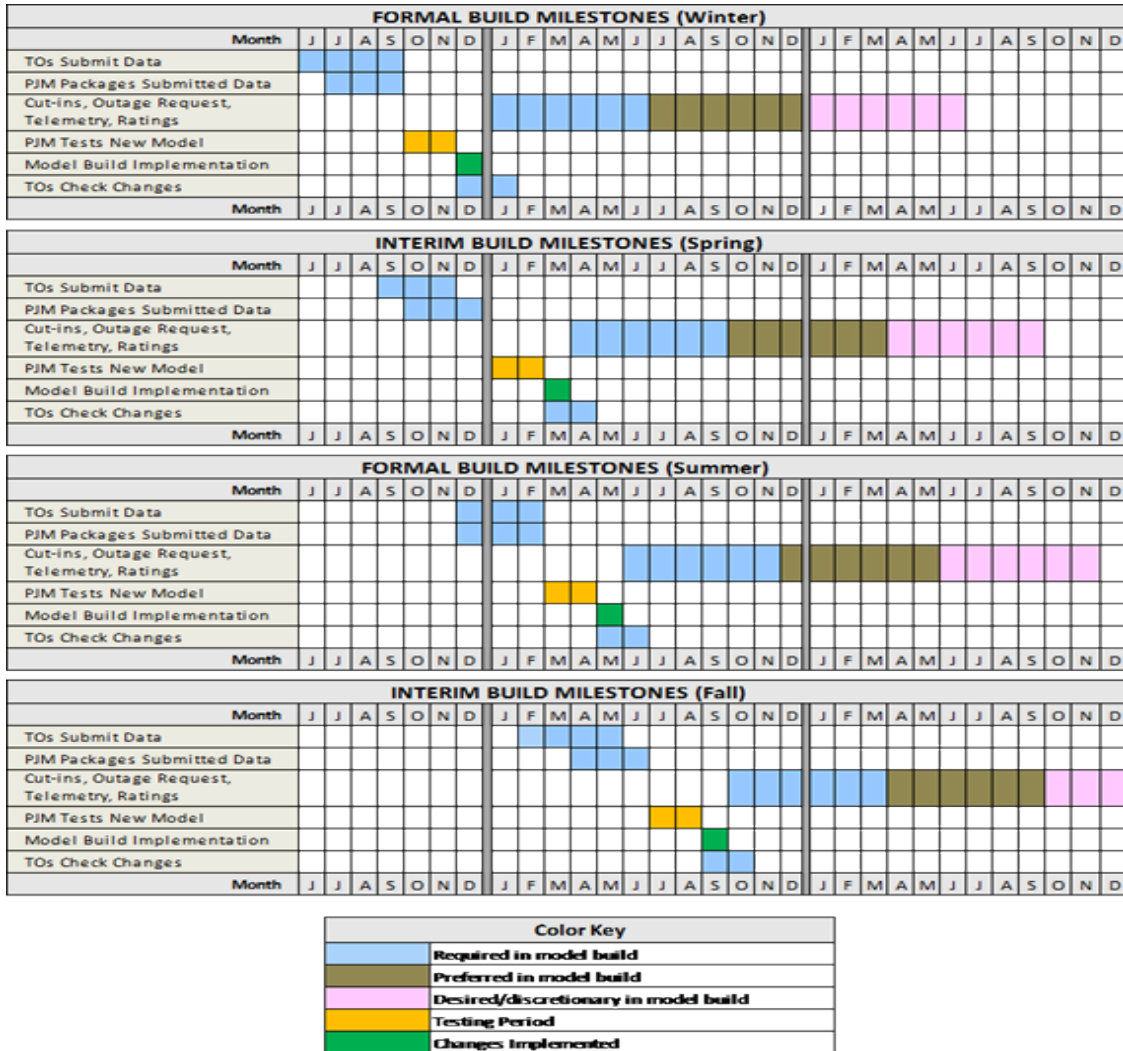 FORMAL BUILD MILESTONES (Winter)
Month J J A S O N D J F M A M J J A S O N D J F M A M J J A S O N D
TOs Submit Data
PJM Packages Submitted Data
Cut-ins, Outage Request,
Telemetry, Ratings
PJM Tests New Model
Model Build Implementation
TOs Check Changes
Month J J A S O N D J F M A M J J A S O N D J F M A M J J A S O N D
INTERIM BUILD MILESTONES (Spring)
Month J J A S O N D J F M A M J J A S O N D J F M A M J J A S O N D
TOs Submit Data
PJM Packages Submitted Data
Cut-ins, Outage Request,
Telemetry, Ratings
PJM Tests New Model
Model Build Implementation
TOs Check Changes
Month J J A S O N D J F M A M J J A S O N D J F M A M J J A S O N D
FORMAL BUILD MILESTONES (Summer)
Month J J A S O N D J F M A M J J A S O N D J F M A M J J A S O N D
TOs Submit Data
PJM Packages Submitted Data
Cut-ins, Outage Request,
Telemetry, Ratings
PJM Tests New Model
Model Build Implementation
TOs Check Changes
Month J J A S O N D J F M A M J J A S O N D J F M A M J J A S O N D
INTERIM BUILD MILESTONES (Fall)
Month J J A S O N D J F M A M J J A S O N D J F M A M J J A S O N D
TOs Submit Data
PJM Packages Submitted Data
Cut-ins, Outage Request,
Telemetry, Ratings
PJM Tests New Model
Model Build Implementation
TOs Check Changes
Month J J A S O N D J F M A M J J A S O N D J F M A M J J A S O N D
Color Key
Required in model build
Preferred in model build
Desired/discretionary in model build
Testing Period
Changes Implemented